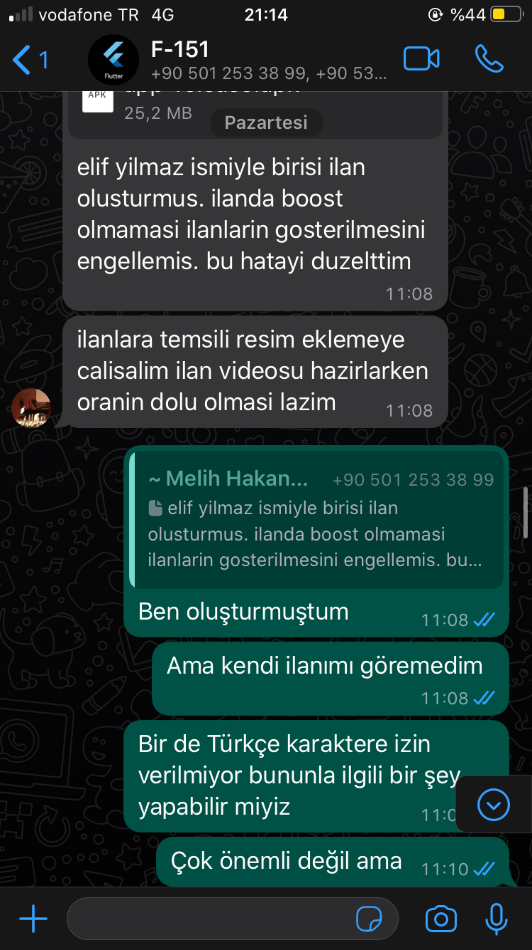 vodafone TR 4G 21:14 %44
1 F-151
Flutter +90 501 253 38 99, +90 53...
APK
25,2 MB
Pazartesi
elif yilmaz ismiyle birisi ilan
olusturmus. ilanda boost
olmamasi ilanlarin gosterilmesini
engellemis. bu hatayi duzelttim
11:08
ilanlara temsili resim eklemeye
calisalim ilan videosu hazirlarken
oranin dolu olmasi lazim
11:08
~ Melih Hakan... +90 501 253 38 99
elif yilmaz ismiyle birisi ilan
olusturmus. ilanda boost olmamasi
ilanlarin gosterilmesini engellemis. bu...
Ben oluşturmuştum
11:08
Ama kendi ilanımı göremedim
11:08
Bir de Türkçe karaktere izin
verilmiyor bununla ilgili bir şey
yapabilir miyiz
Çok önemli değil ama
11:10